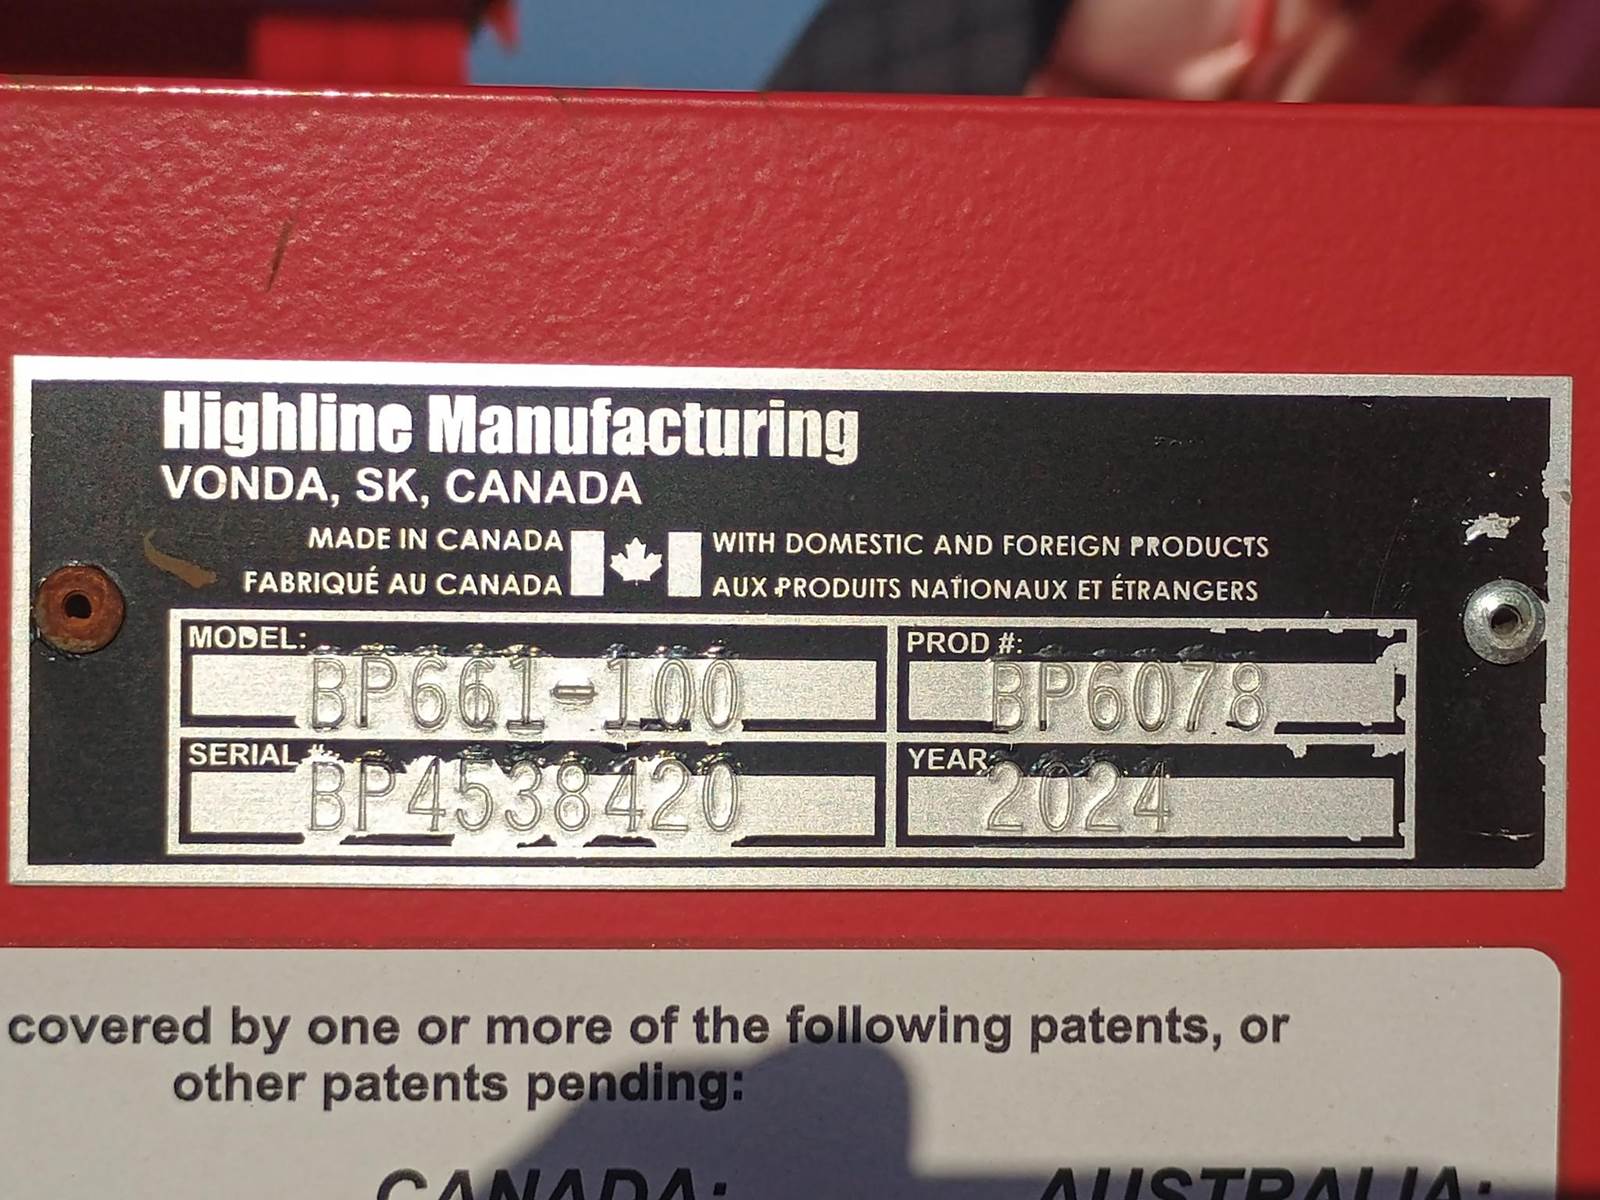 Highline Manufacturing
VONDA, SK, CANADA
MADE IN CANADA WITH DOMESTIC AND FOREIGN PRODUCTS
FABRIQUÉ AU CANADA AUX PRODUITS NATIONAUX ET ÉTRANGERS
MODEL: BP661-100 PROD #: BP6078
SERIAL #: BP4538420 YEAR: 2024
covered by one or more of the following patents, or
other patents pending:
CANADA: AUSTRALIA: